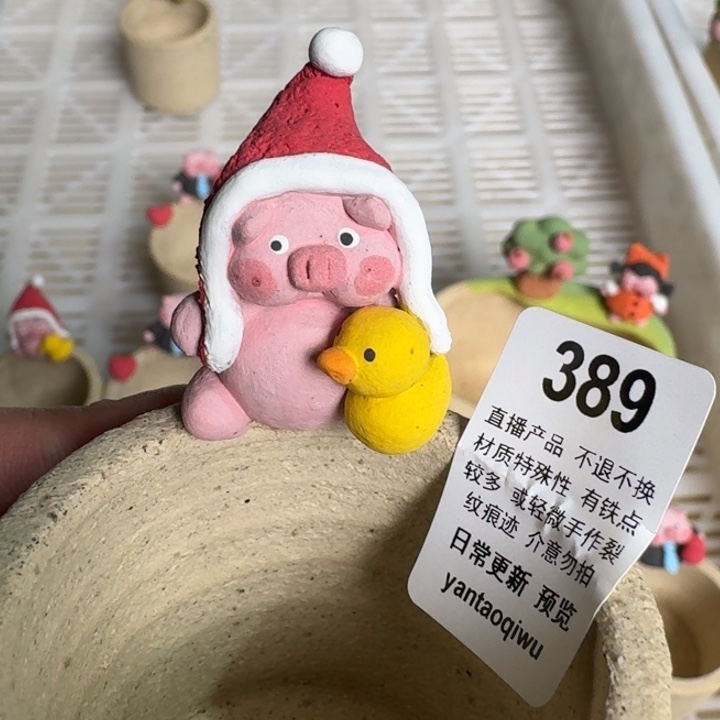 389
直播产品 不退不换
材质特殊性 有铁点
较多 或轻微手作裂
纹痕迹 介意勿拍
日常更新 预览
yantaoqiwu